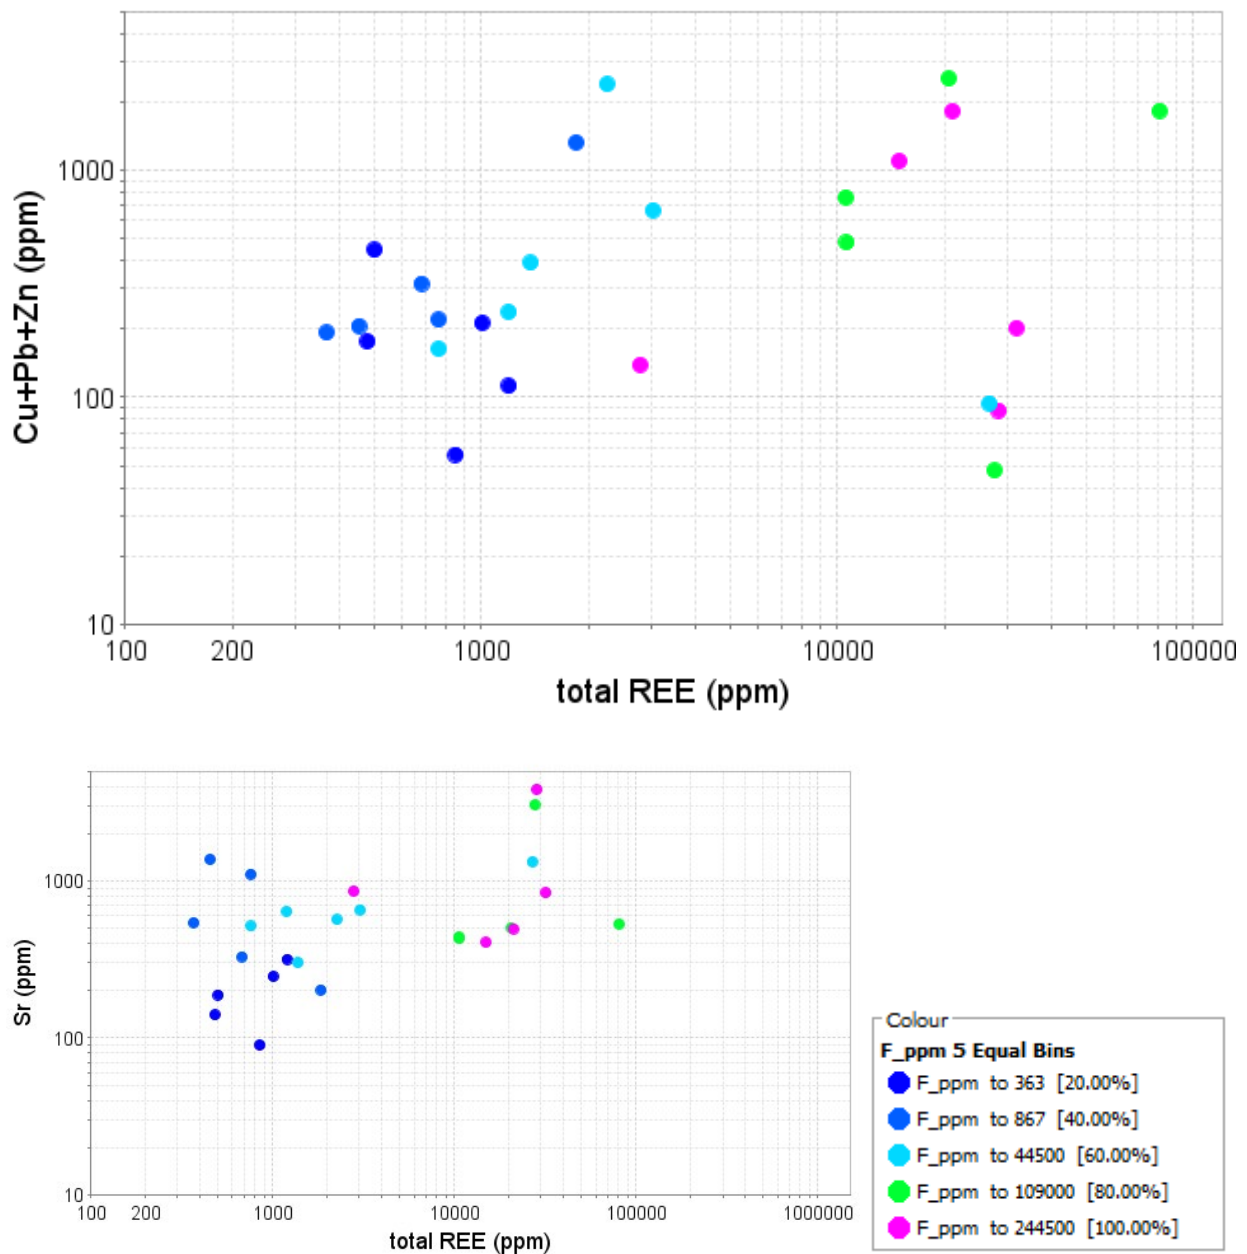 Cu+Pb+Zn (ppm)
1000
100
10
100 200 1000 10000 100000
total REE (ppm)
Sr (ppm)
1000
100
10
100 200 1000 10000 100000 1000000
total REE (ppm)
Colour
F_ppm 5 Equal Bins
F_ppm to 363 [20.00%]
F_ppm to 867 [40.00%]
F_ppm to 44500 [60.00%]
F_ppm to 109000 [80.00%]
F_ppm to 244500 [100.00%]